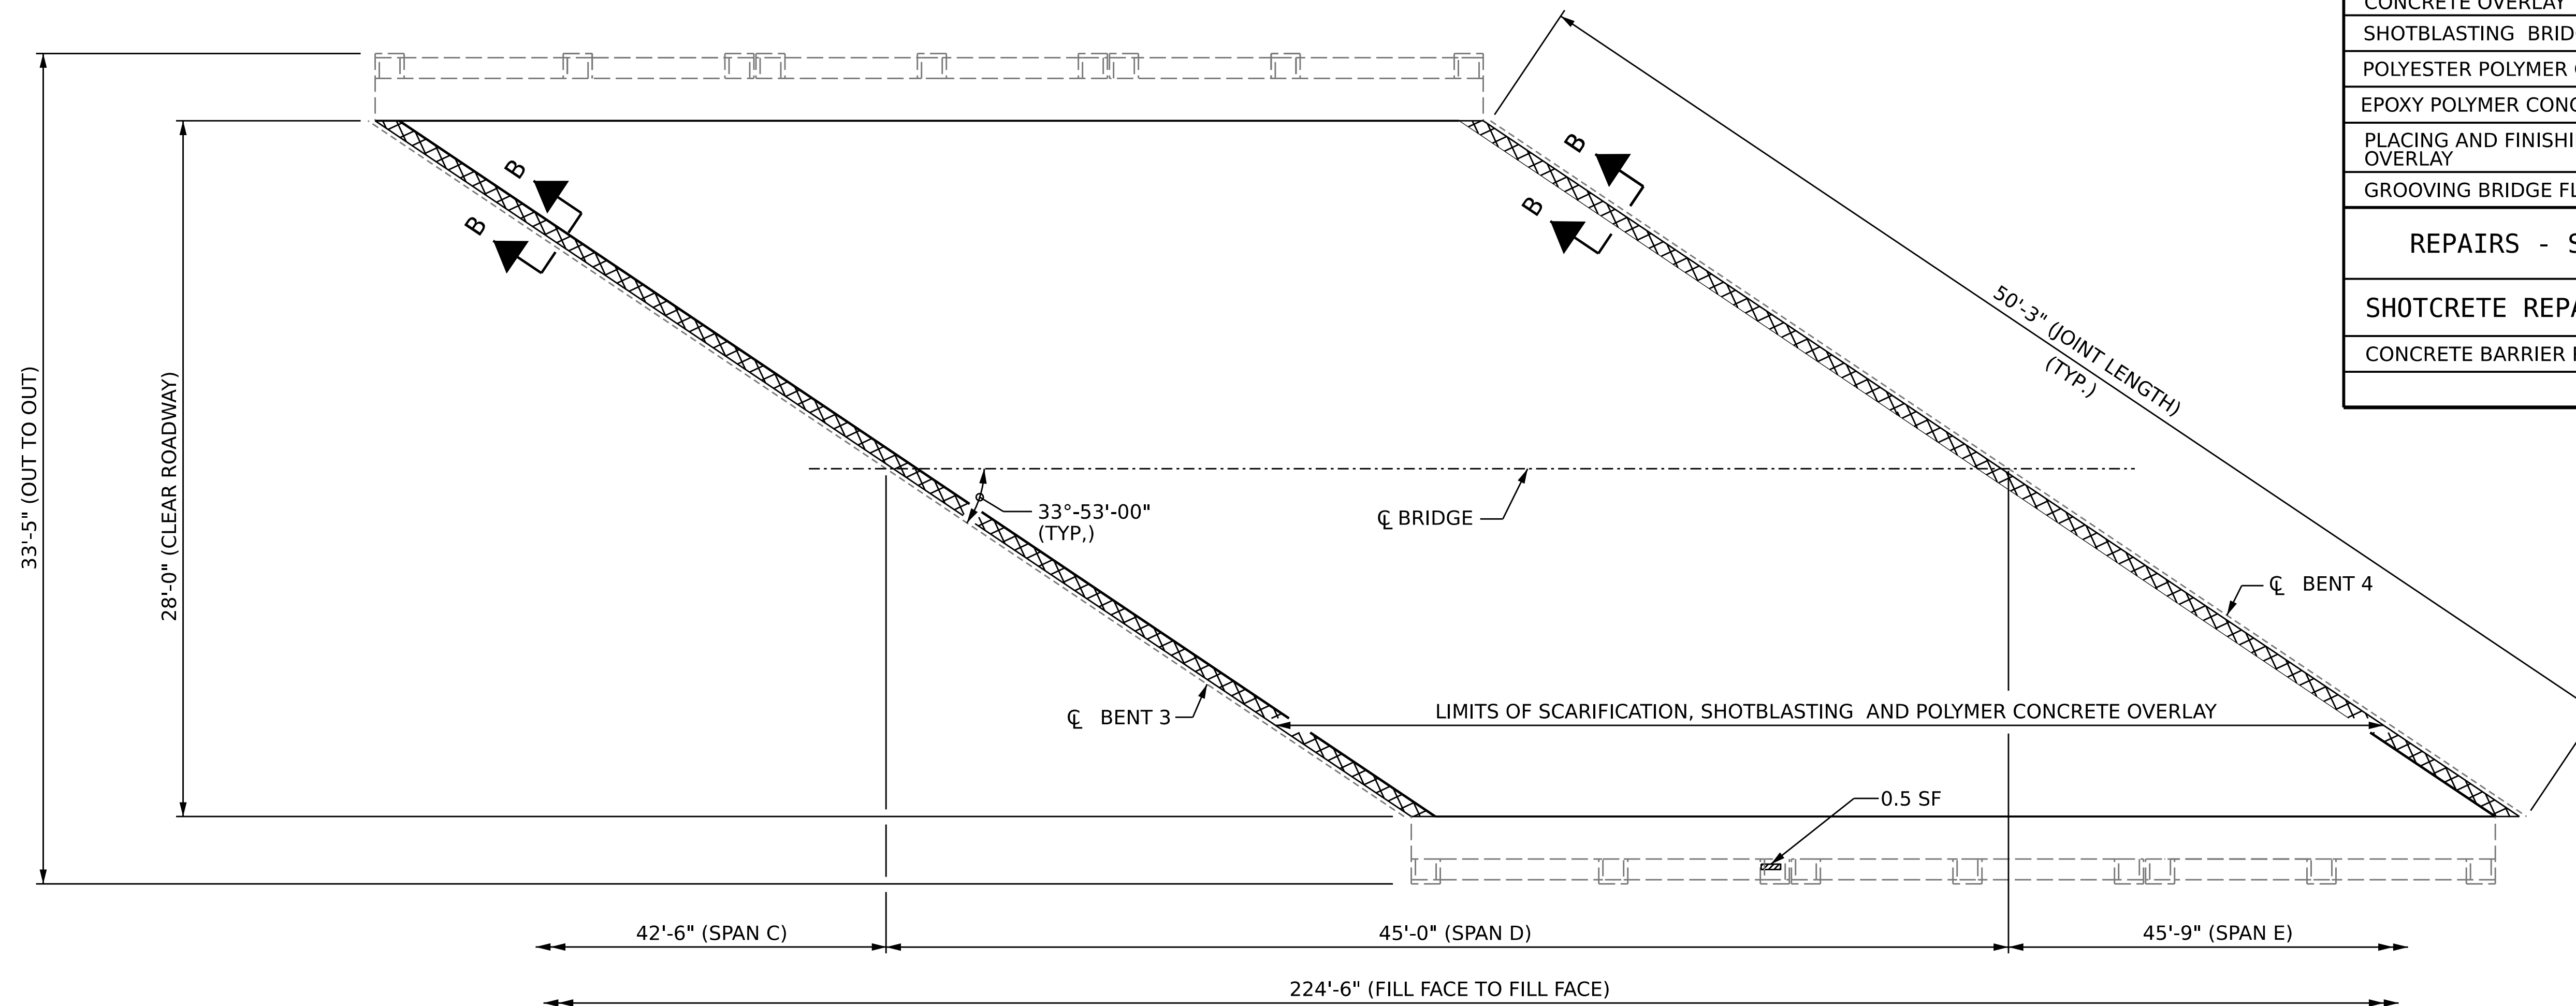 CONCRETE OVERLAY
SHOTBLASTING BRID
POLYESTER POLYMER
EPOXY POLYMER CONC
PLACING AND FINISHI
OVERLAY
GROOVING BRIDGE FL
REPAIRS - S
SHOTCRETE REPA
CONCRETE BARRIER
B
B
B
B
50'-3" (JOINT LENGTH)
(TYP.)
33'-5" (OUT TO OUT)
28'-0" (CLEAR ROADWAY)
33°-53'-00"
(TYP,)
℄ BRIDGE
℄ BENT 4
℄ BENT 3
LIMITS OF SCARIFICATION, SHOTBLASTING AND POLYMER CONCRETE OVERLAY
0.5 SF
42'-6" (SPAN C)
45'-0" (SPAN D)
45'-9" (SPAN E)
224'-6" (FILL FACE TO FILL FACE)